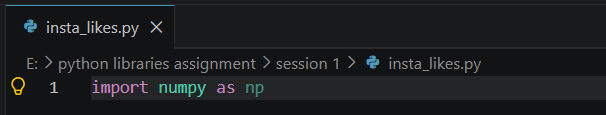 insta_likes.py
E: > python libraries assignment > session 1 > insta_likes.py
1 import numpy as np